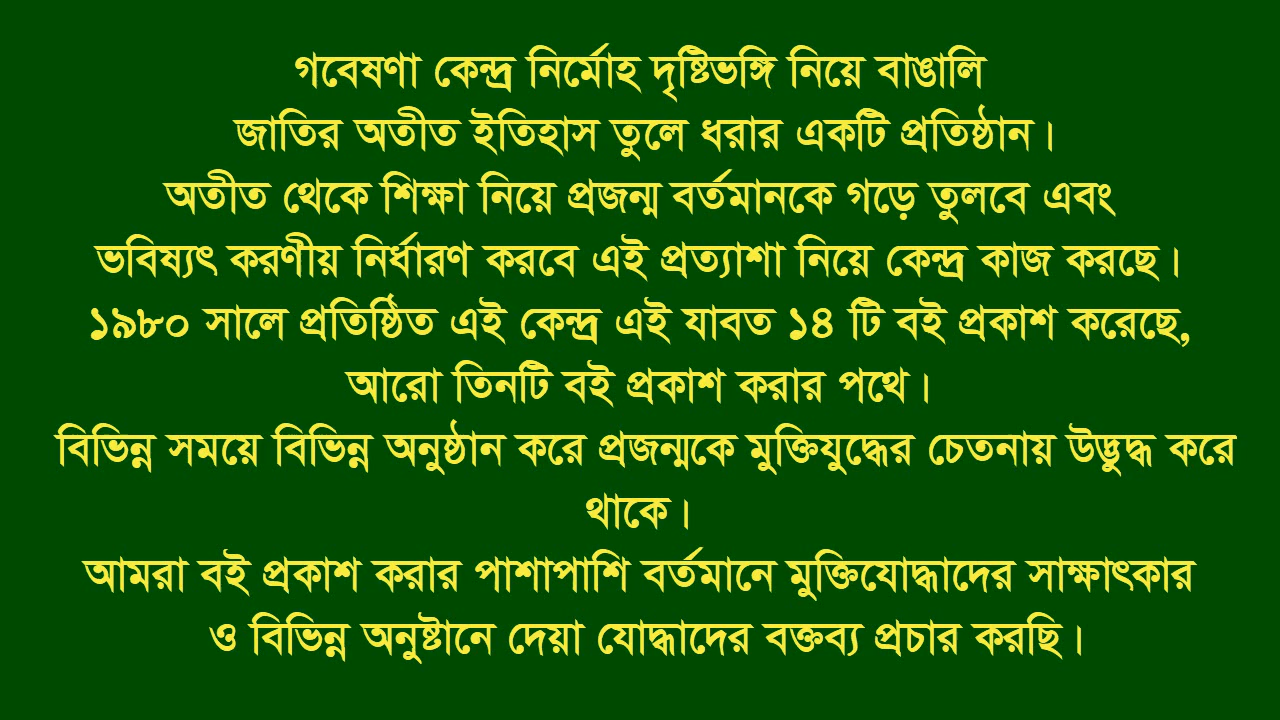 গবেষণা কেন্দ্র নির্মোহ দৃষ্টিভঙ্গি নিয়ে বাঙালি
জাতির অতীত ইতিহাস তুলে ধরার একটি প্রতিষ্ঠান।
অতীত থেকে শিক্ষা নিয়ে প্রজন্ম বর্তমানকে গড়ে তুলবে এবং
ভবিষ্যৎ করণীয় নির্ধারণ করবে এই প্রত্যাশা নিয়ে কেন্দ্র কাজ করছে।
১৯৮০ সালে প্রতিষ্ঠিত এই কেন্দ্র এই যাবত ১৪ টি বই প্রকাশ করেছে,
আরো তিনটি বই প্রকাশ করার পথে।
বিভিন্ন সময়ে বিভিন্ন অনুষ্ঠান করে প্রজন্মকে মুক্তিযুদ্ধের চেতনায় উদ্ভুদ্ধ করে
থাকে।
আমরা বই প্রকাশ করার পাশাপাশি বর্তমানে মুক্তিযোদ্ধাদের সাক্ষাৎকার
ও বিভিন্ন অনুষ্টানে দেয়া যোদ্ধাদের বক্তব্য প্রচার করছি।